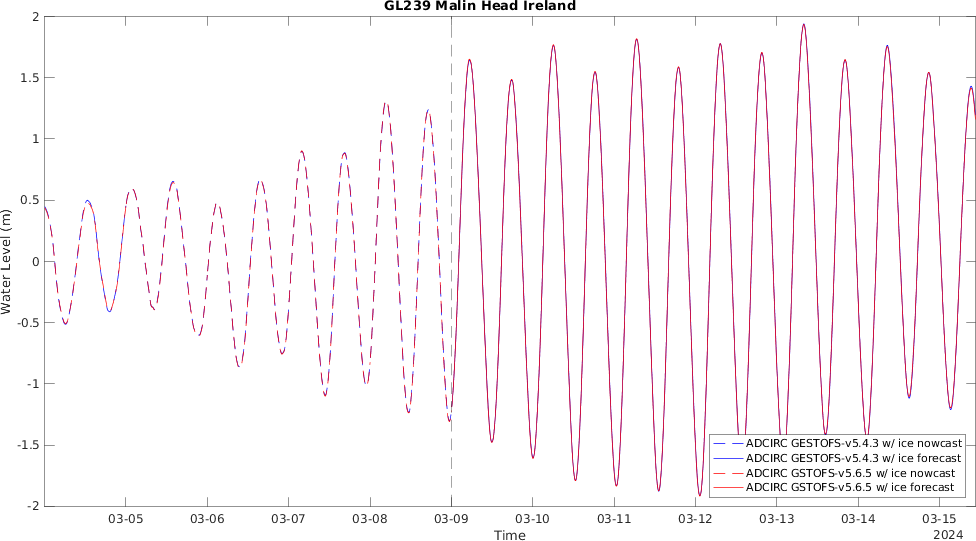 GL239 Malin Head Ireland
2
1.5
1
0.5
0
-0.5
-1
-1.5
-2
Water Level (m)
ADCIRC GESTOFS-v5.4.3 w/ ice nowcast
ADCIRC GESTOFS-v5.4.3 w/ ice forecast
ADCIRC GSTOFS-v5.6.5 w/ ice nowcast
ADCIRC GSTOFS-v5.6.5 w/ ice forecast
03-05 03-06 03-07 03-08 03-09 03-10 03-11 03-12 03-13 03-14 03-15
Time
2024